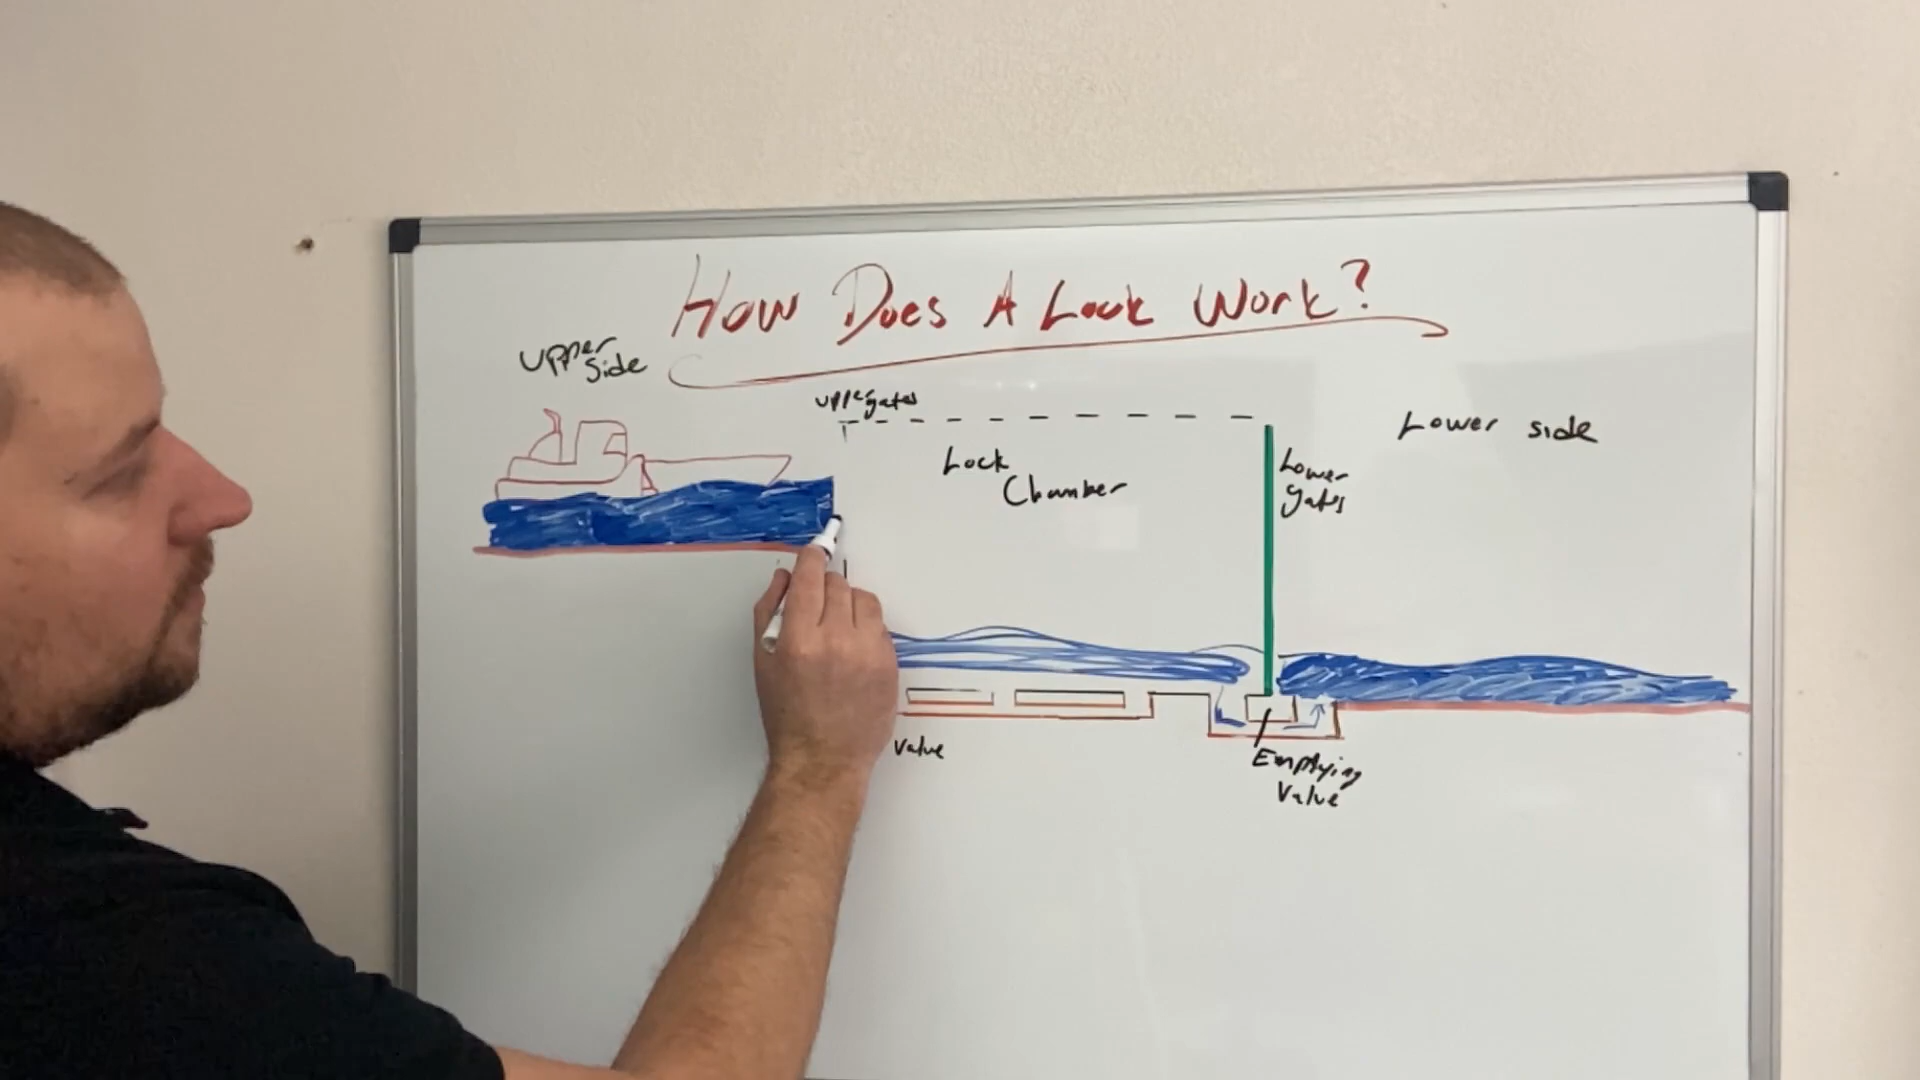 How Does A Lock Work?
Upper
Side
Upper gates
Lock
Chamber
Lower side
Lower
gates
Valve
Emptying
Valve